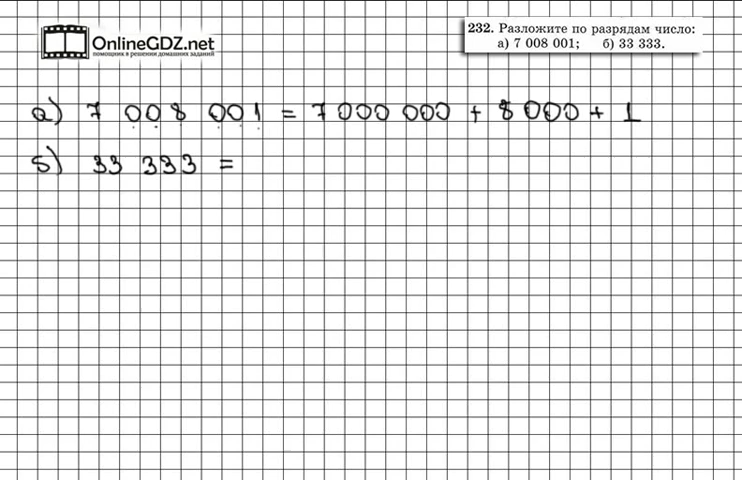 OnlineGDZ.net
помощник в решении домашних заданий
232. Разложите по разрядам число:
а) 7 008 001; б) 33 333.
а) 7 008 001 = 7 000 000 + 8 000 + 1
б) 33 333 =